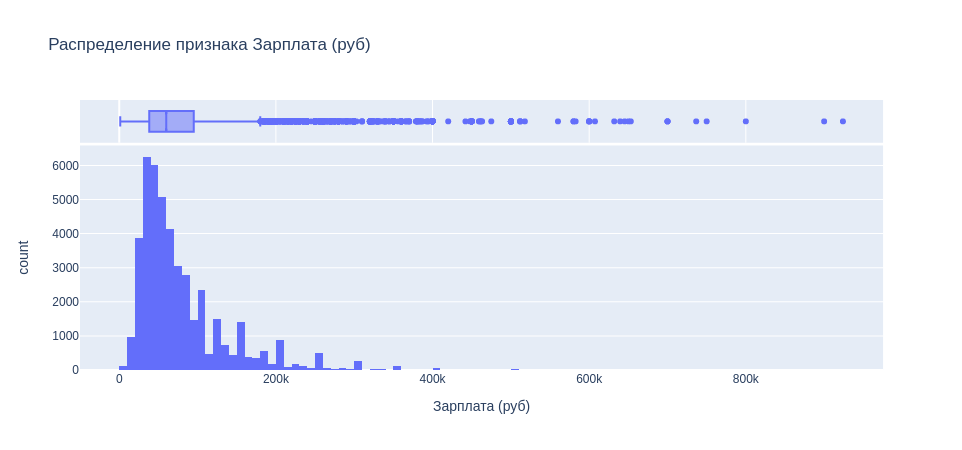 Распределение признака Зарплата (руб)
6000
5000
4000
3000
2000
1000
0
count
0 200k 400k 600k 800k
Зарплата (руб)